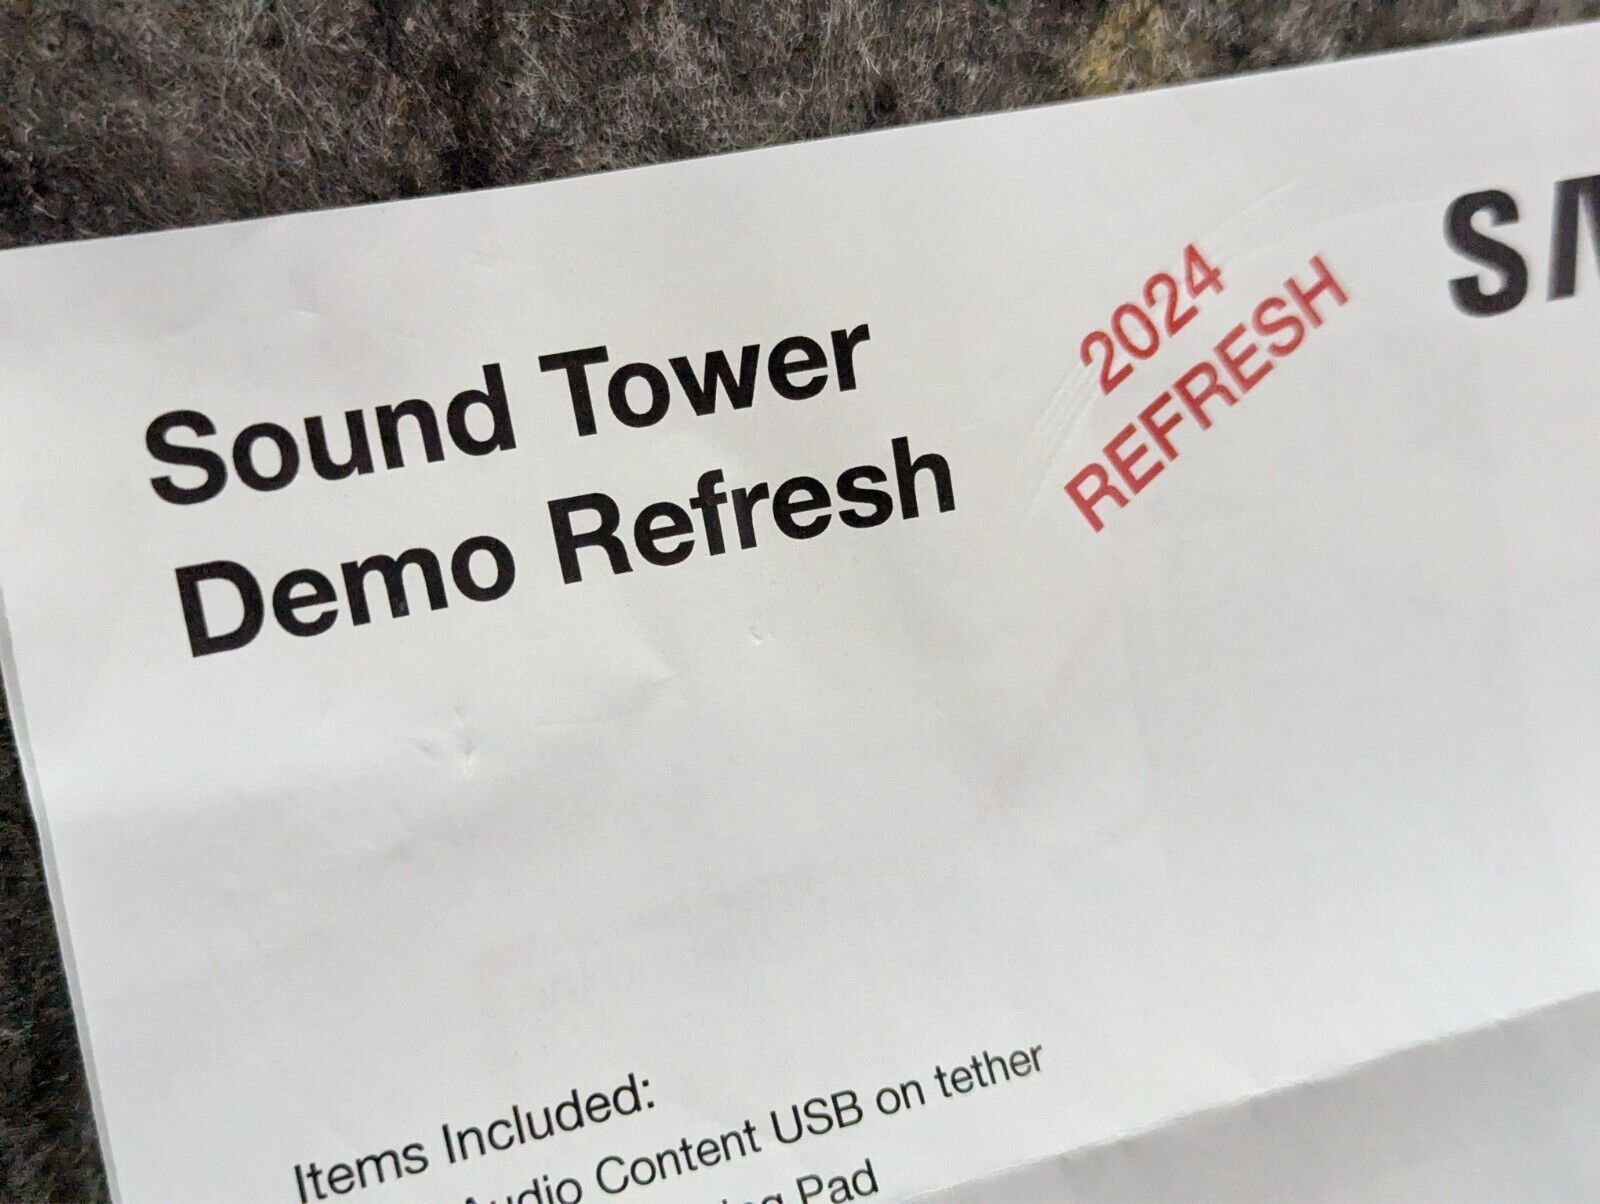 Sound Tower
Demo Refresh
2024
REFRESH
Items Included:
Audio Content USB on tether
Pad